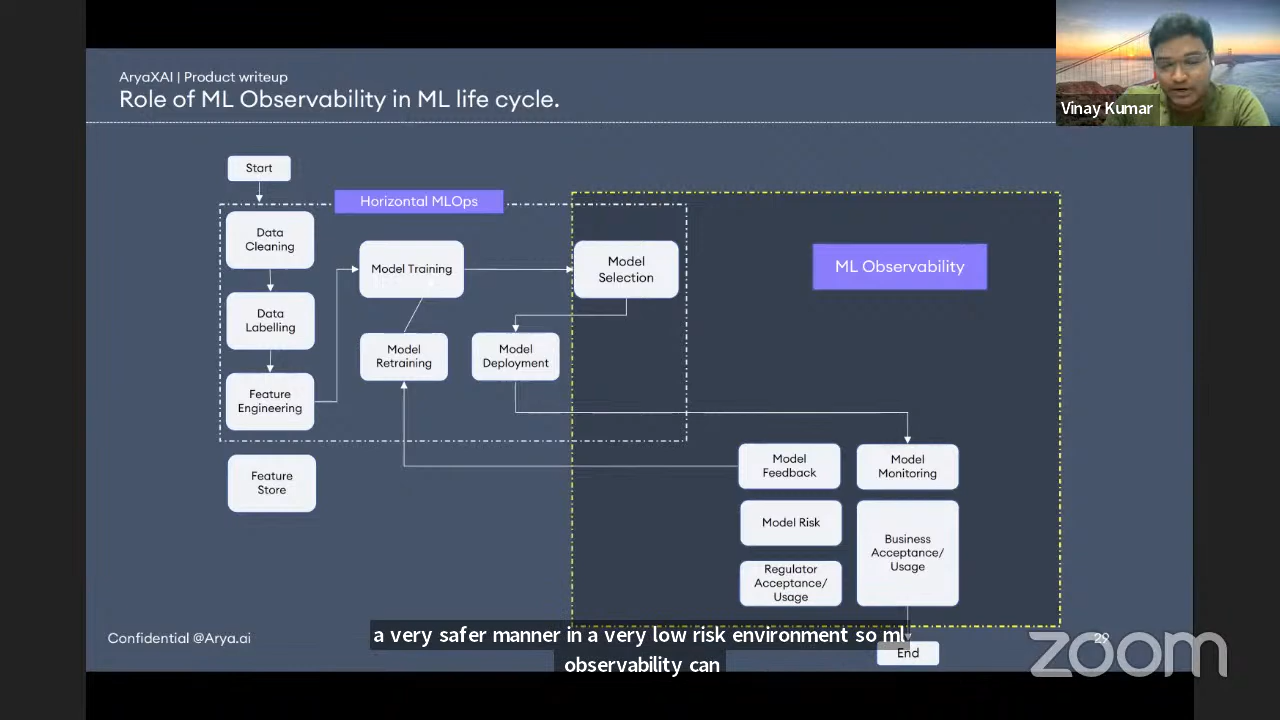 AryaXAI | Product writeup
Role of ML Observability in ML life cycle.
Vinay Kumar
Start
Horizontal MLOps
Data
Cleaning
Model Training
Model
Selection
ML Observability
Data
Labelling
Model
Retraining
Model
Deployment
Feature
Engineering
Model
Feedback
Model
Monitoring
Feature
Store
Model Risk
Business
Acceptance/
Usage
Regulator
Acceptance/
Usage
Confidential @Arya.ai
a very safer manner in a very low risk environment so ml
observability can
End
29
zoom